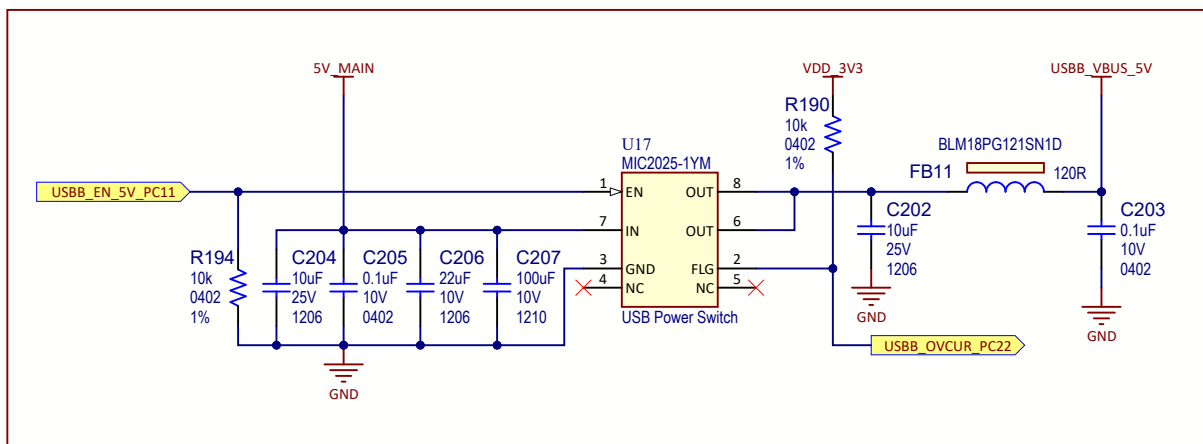 5V_MAIN
VDD_3V3
USBB_VBUS_5V
R190
10k
0402
1%
U17
MIC2025-1YM
BLM18PG121SN1D
FB11
120R
USBB_EN_5V_PC11
1
EN
OUT
8
7
IN
OUT
6
3
GND
FLG
2
4
NC
NC
5
USB Power Switch
R194
10k
0402
1%
C204
10uF
25V
1206
C205
0.1uF
10V
0402
C206
22uF
10V
1206
C207
100uF
10V
1210
C202
10uF
25V
1206
C203
0.1uF
10V
0402
GND
GND
GND
USBB_OVCUR_PC22